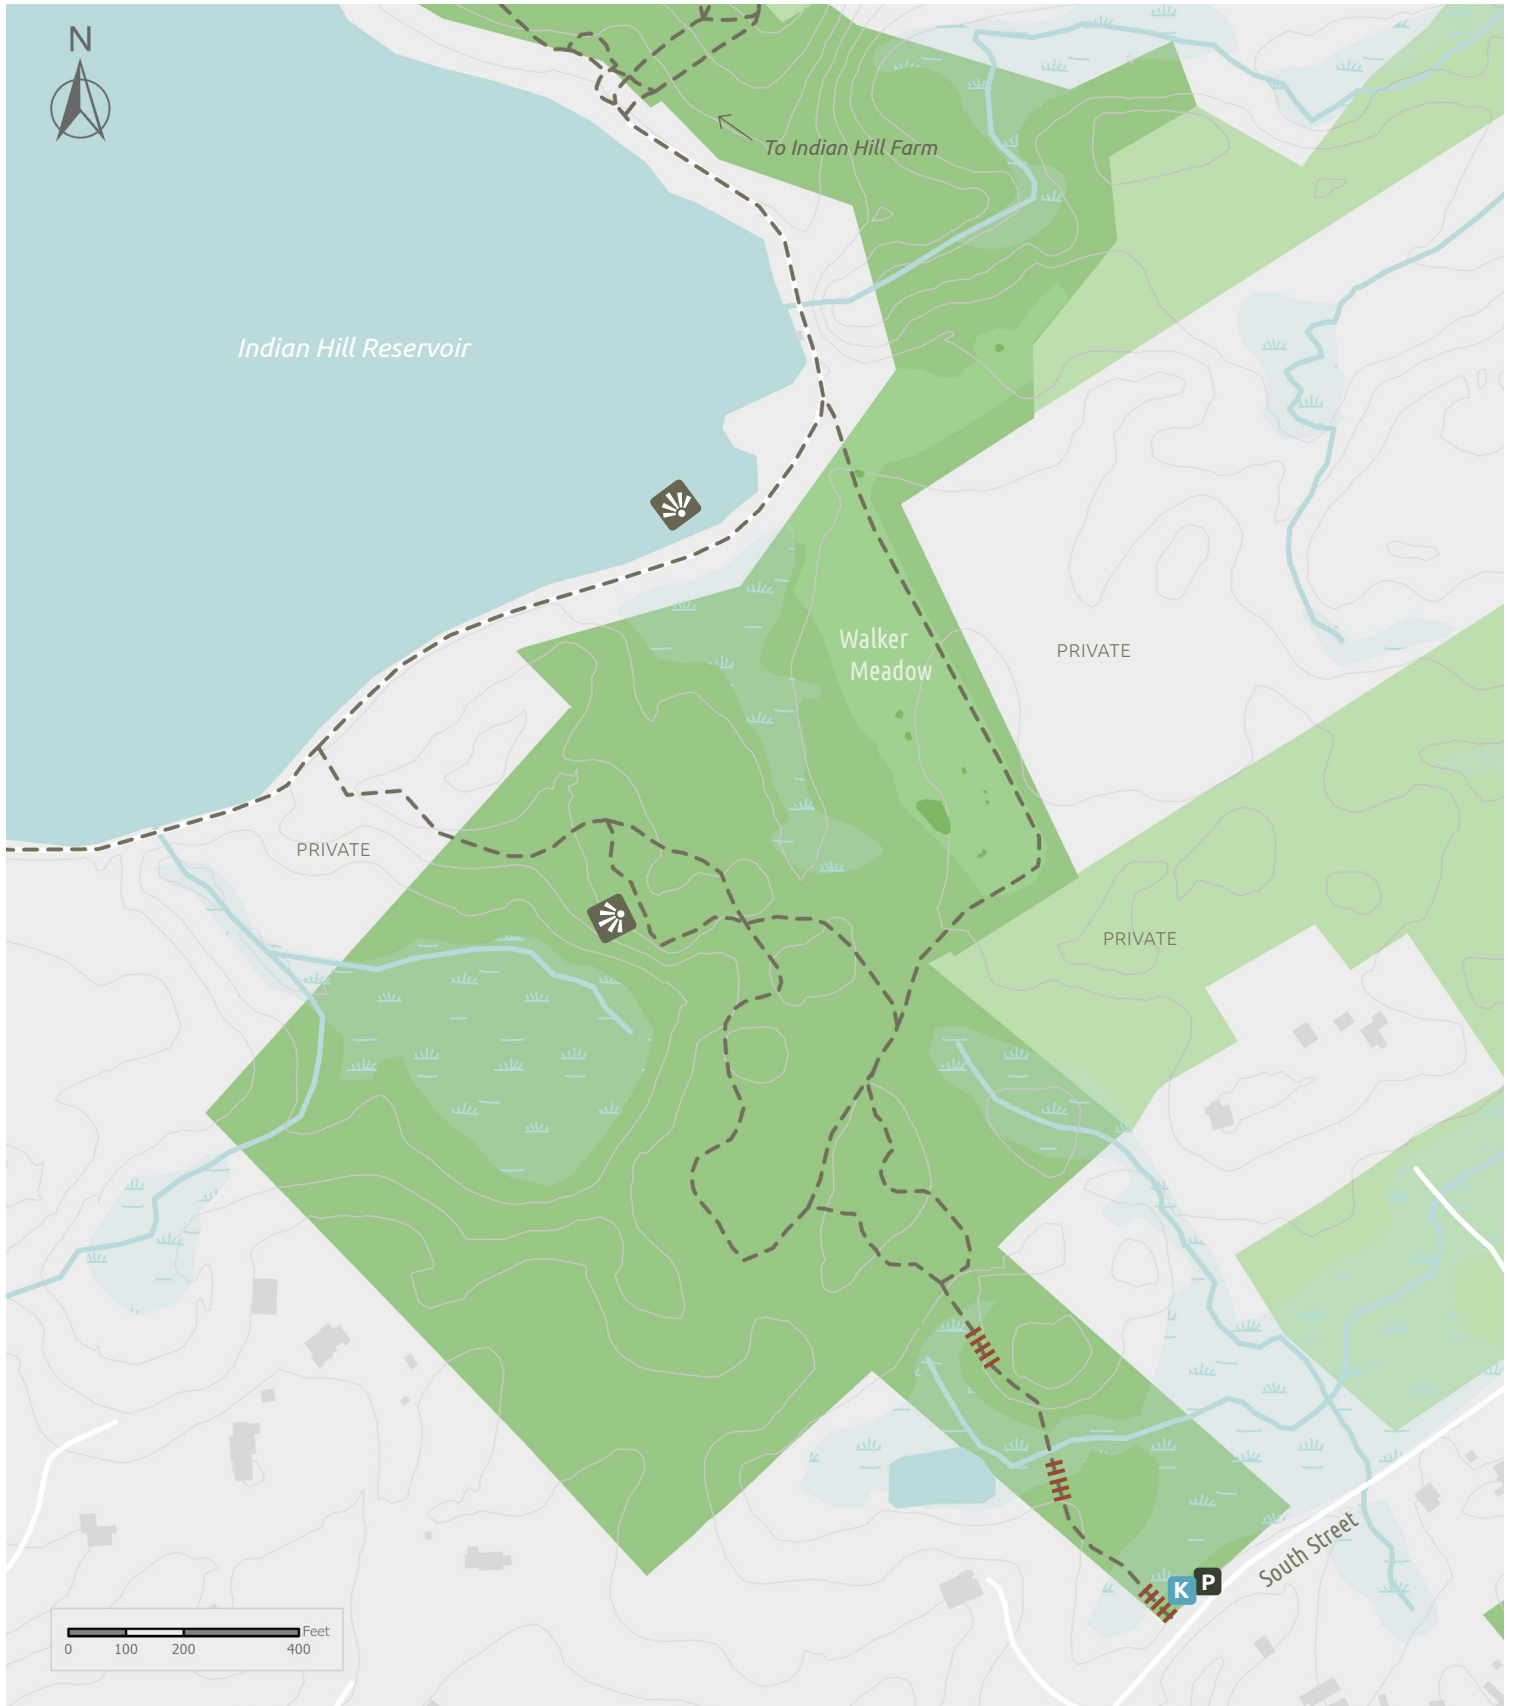 N
To Indian Hill Farm
Indian Hill Reservoir
Walker
Meadow
PRIVATE
PRIVATE
PRIVATE
South Street
K P
Feet
0 100 200 400